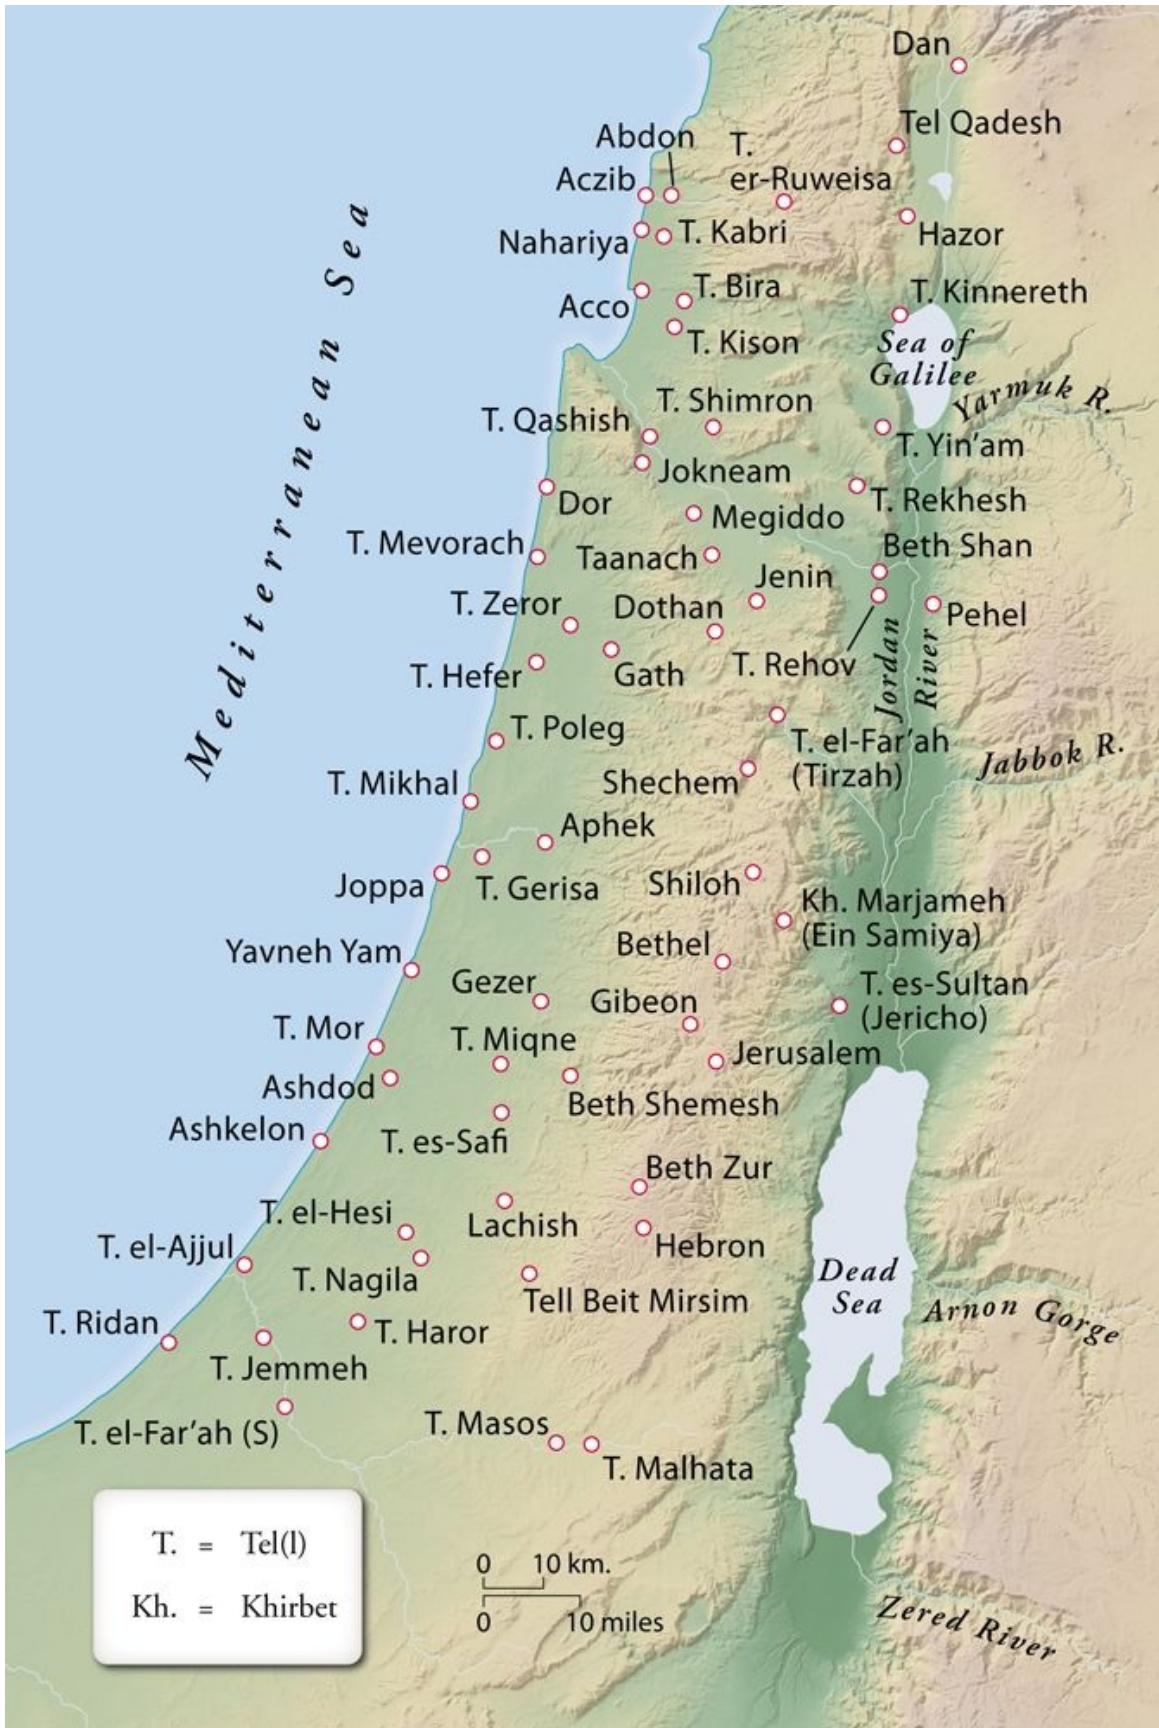 Dan
Tel Qadesh
Abdon
T.
er-Ruweisa
Aczib
Hazor
Nahariya
T. Kabri
T. Bira
T. Kinnereth
Acco
T. Kison
Sea of
Galilee
Yarmuk R.
Mediterranean Sea
T. Shimron
T. Qashish
T. Yin’am
Jokneam
Dor
T. Rekhesh
Megiddo
T. Mevorach
Taanach
Beth Shan
Jenin
T. Zeror
Dothan
Pehel
T. Rehov
Jordan
River
T. Hefer
Gath
T. Poleg
T. el-Far’ah
(Tirzah)
Jabbok R.
T. Mikhal
Shechem
Aphek
Joppa
T. Gerisa
Shiloh
Kh. Marjameh
(Ein Samiya)
Yavneh Yam
Bethel
Gezer
Gibeon
T. es-Sultan
(Jericho)
T. Mor
T. Miqne
Jerusalem
Ashdod
Beth Shemesh
Ashkelon
T. es-Safi
Beth Zur
T. el-Hesi
Lachish
Hebron
T. el-Ajjul
T. Nagila
Tell Beit Mirsim
Dead
Sea
Arnon Gorge
T. Ridan
T. Haror
T. Jemmeh
T. el-Far’ah (S)
T. Masos
T. Malhata
T. = Tel(l)
Kh. = Khirbet
0 10 km.
0 10 miles
Zered River